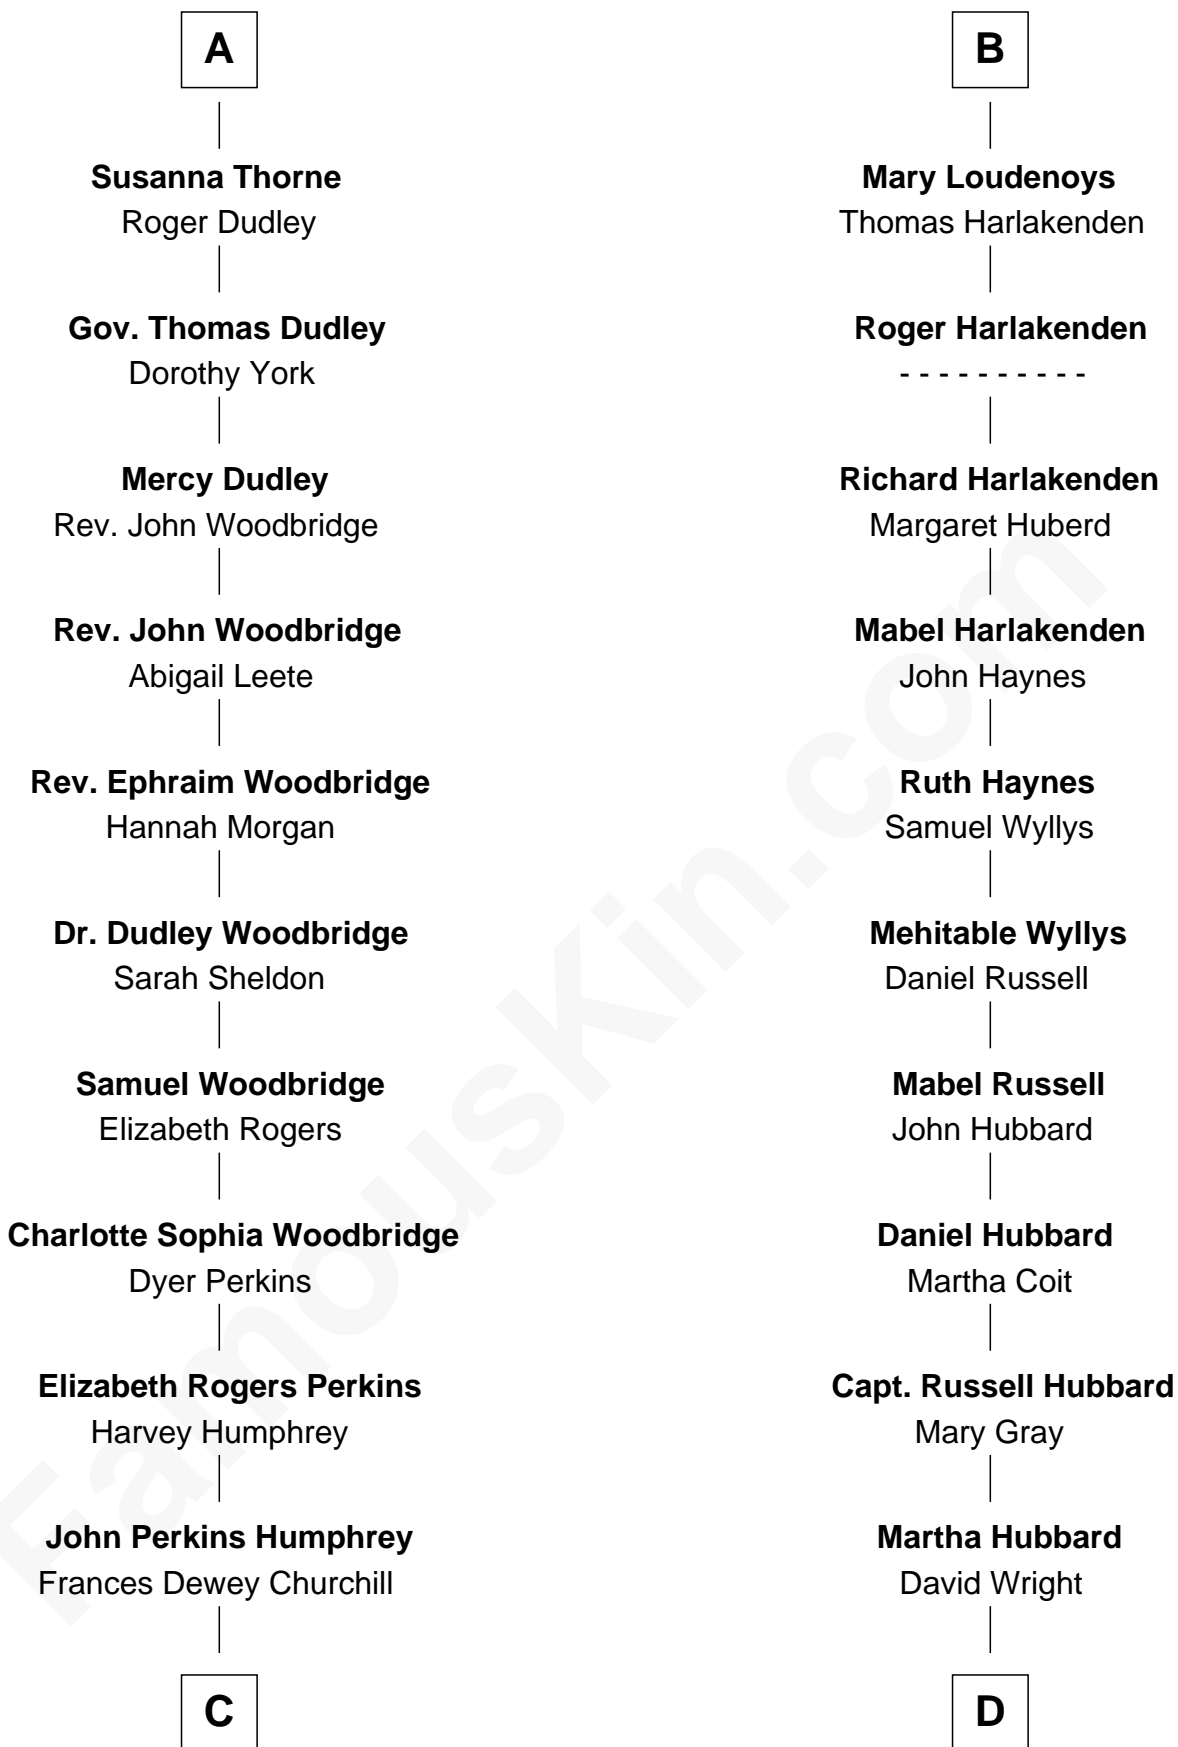 A
Susanna Thorne
Roger Dudley
Gov. Thomas Dudley
Dorothy York
Mercy Dudley
Rev. John Woodbridge
Rev. John Woodbridge
Abigail Leete
Rev. Ephraim Woodbridge
Hannah Morgan
Dr. Dudley Woodbridge
Sarah Sheldon
Samuel Woodbridge
Elizabeth Rogers
Charlotte Sophia Woodbridge
Dyer Perkins
Elizabeth Rogers Perkins
Harvey Humphrey
John Perkins Humphrey
Frances Dewey Churchill
C
B
Mary Loudenoys
Thomas Harlakenden
Roger Harlakenden
- - - - - - - - - -
Richard Harlakenden
Margaret Huberd
Mabel Harlakenden
John Haynes
Ruth Haynes
Samuel Wyllys
Mehitable Wyllys
Daniel Russell
Mabel Russell
John Hubbard
Daniel Hubbard
Martha Coit
Capt. Russell Hubbard
Mary Gray
Martha Hubbard
David Wright
D
FamousKin.com